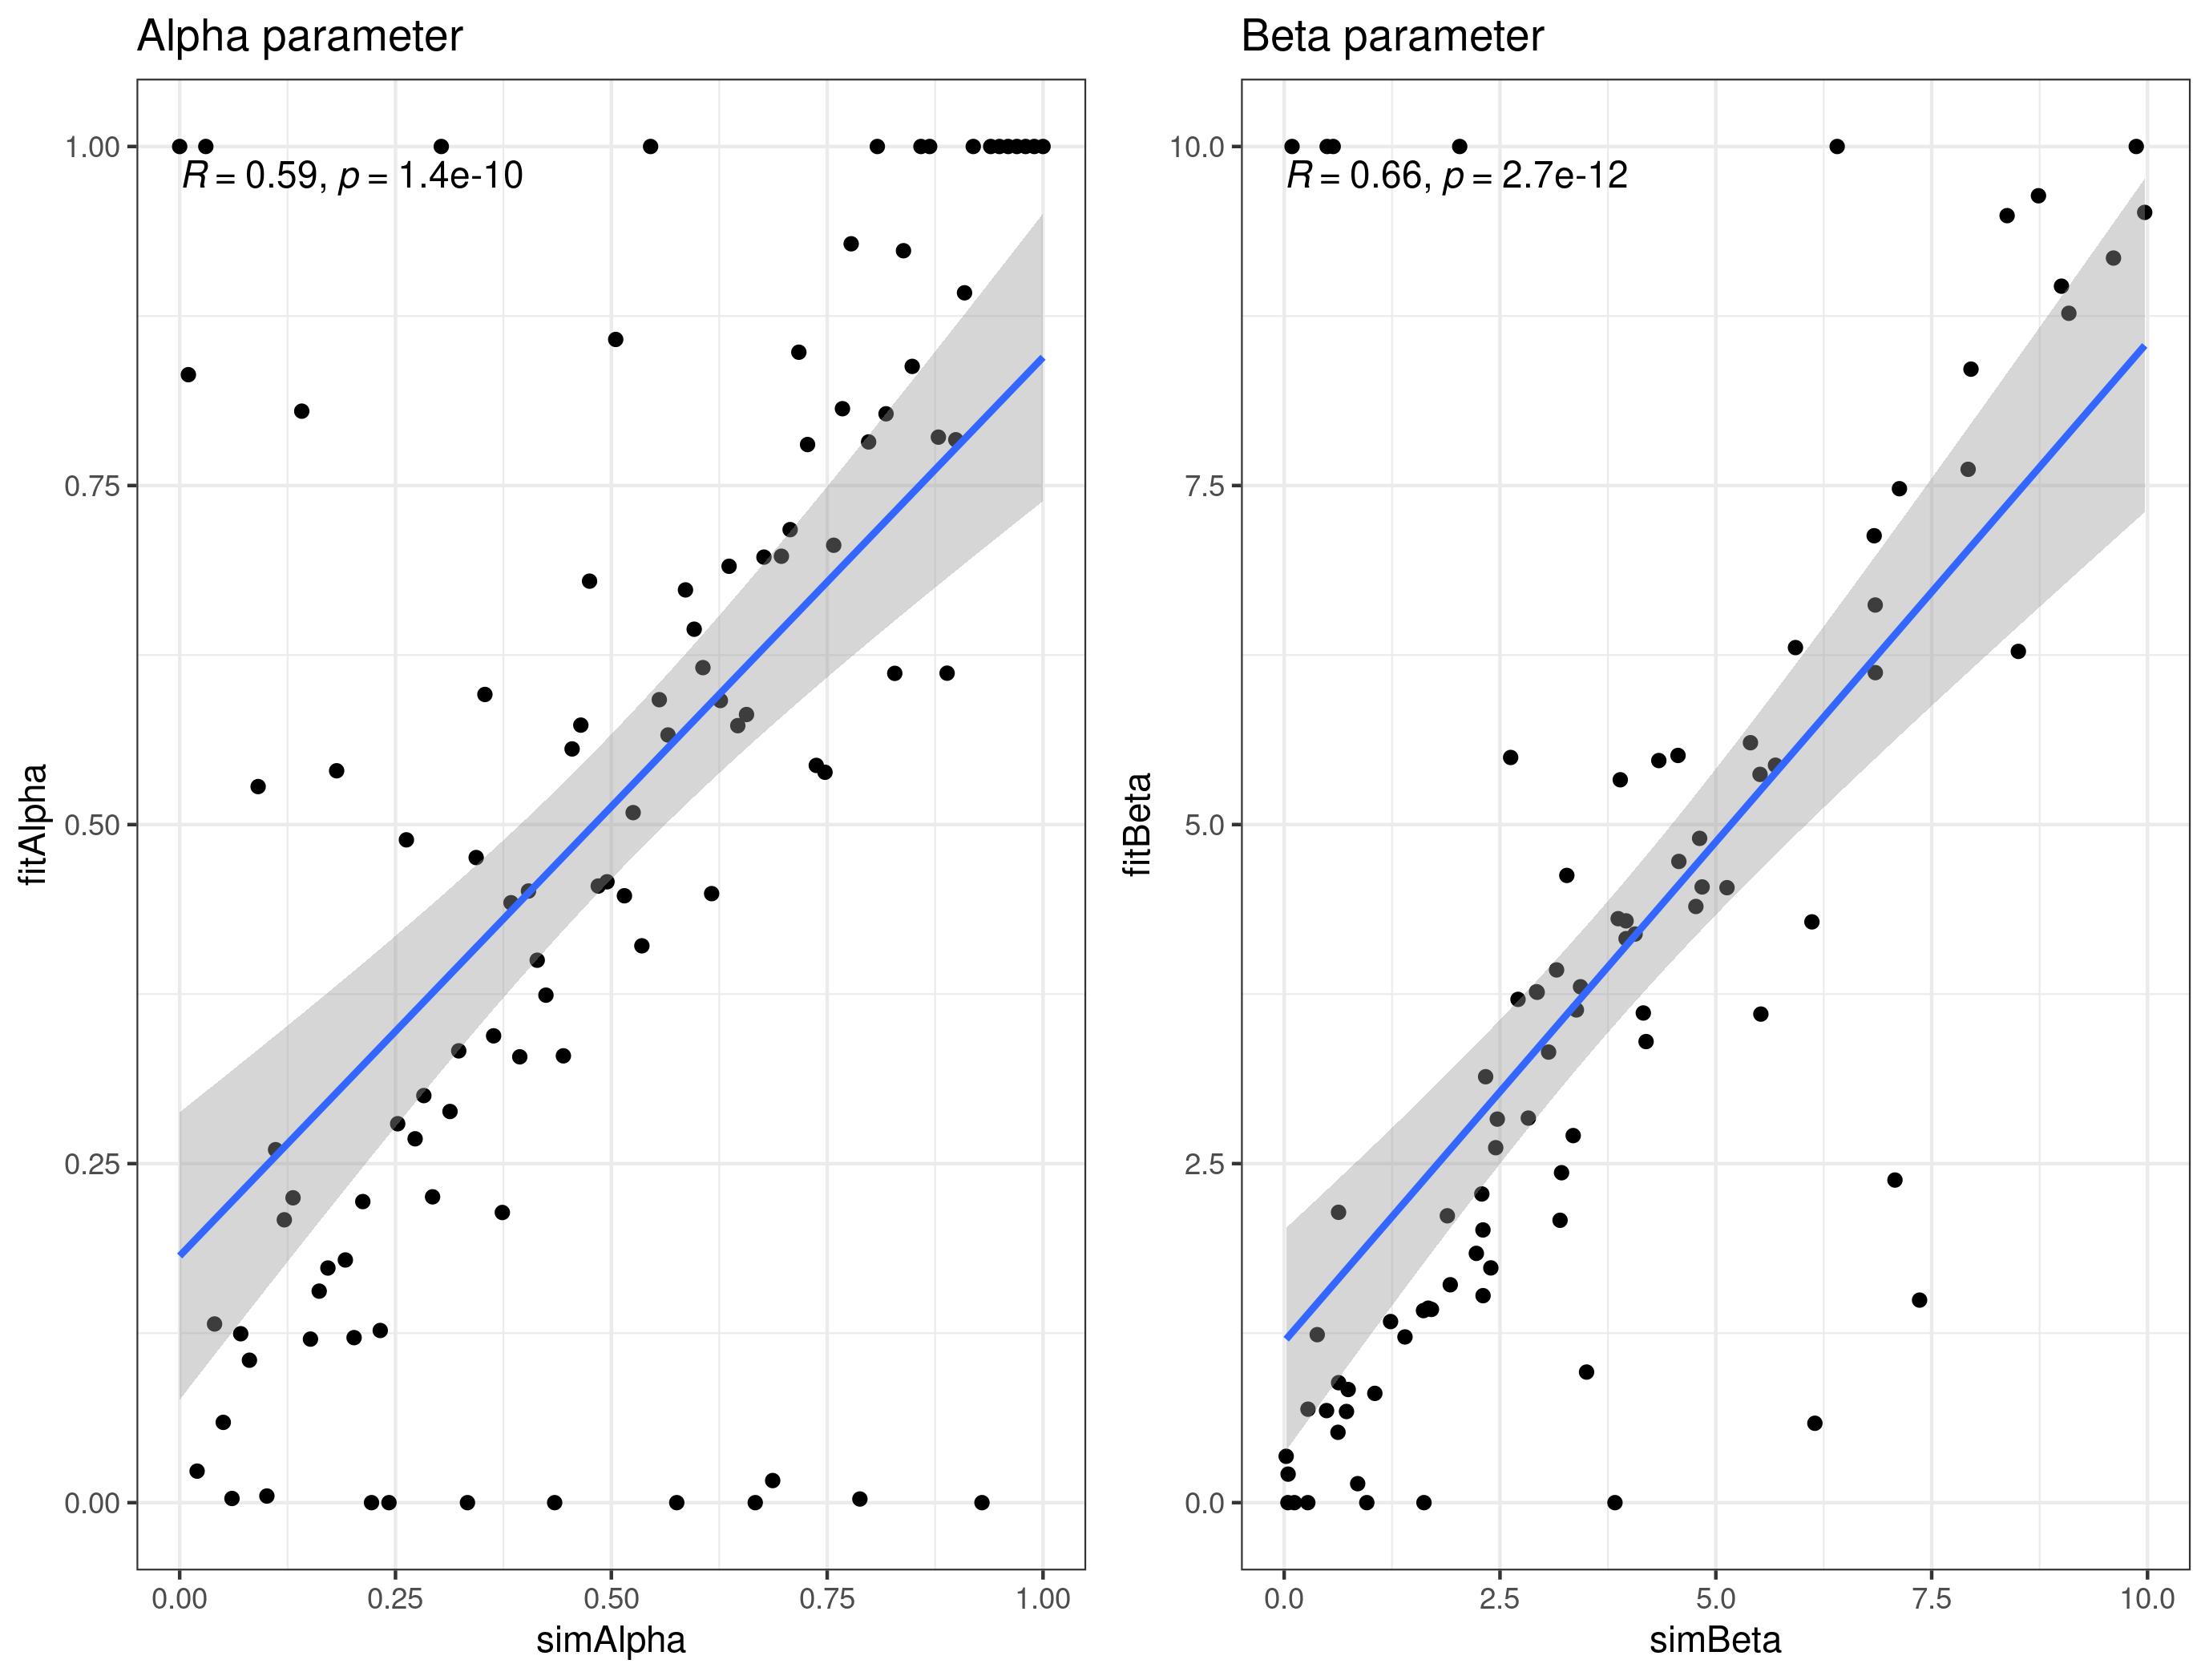 Alpha parameter
R = 0.59, p = 1.4e-10
1.00
0.75
0.50
0.25
0.00
fitAlpha
0.00 0.25 0.50 0.75 1.00
simAlpha
Beta parameter
R = 0.66, p = 2.7e-12
10.0
7.5
5.0
2.5
0.0
fitBeta
0.0 2.5 5.0 7.5 10.0
simBeta